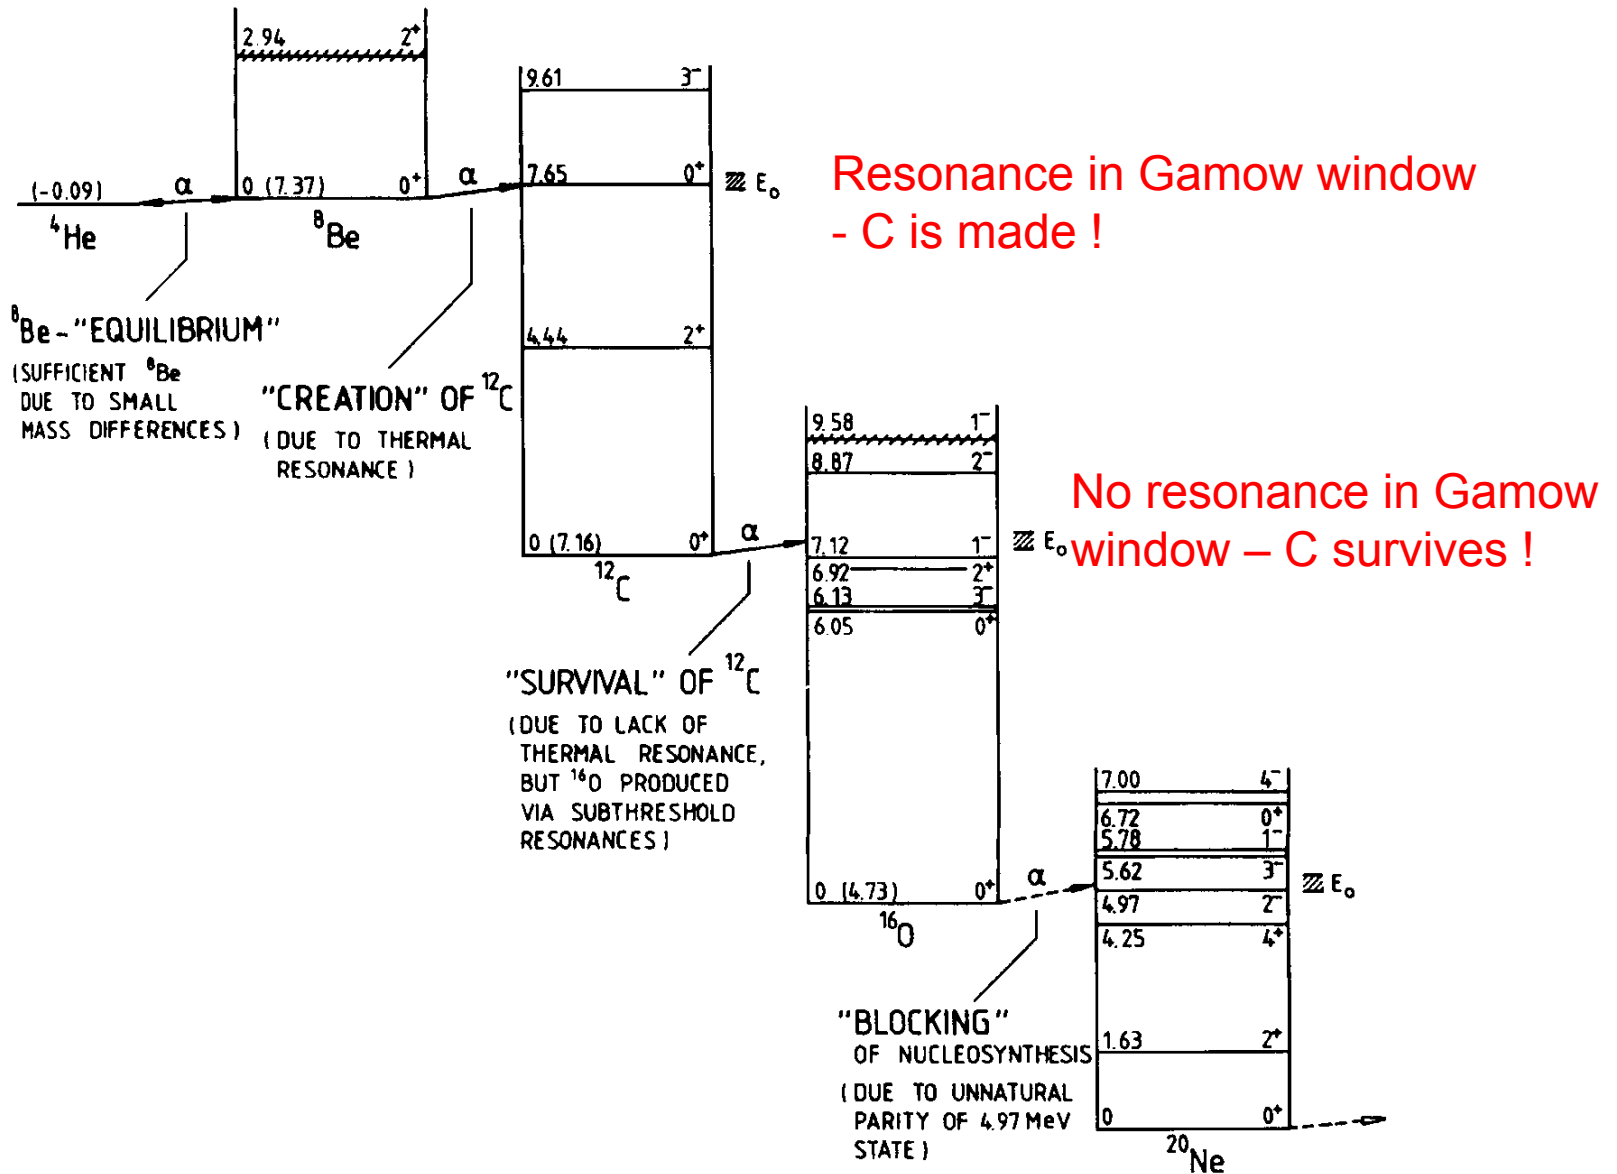 2.94 2⁺
(-0.09) α 0 (7.37) 0⁺
⁴He
⁸Be
α
9.61 3⁻
7.65 0⁺
E₀
4.44 2⁺
0 (7.16) 0⁺
¹²C
Resonance in Gamow window
- C is made !
⁸Be-"EQUILIBRIUM"
(SUFFICIENT ⁸Be
DUE TO SMALL
MASS DIFFERENCES)
"CREATION" OF ¹²C
(DUE TO THERMAL
RESONANCE)
α
9.58 1⁻
8.87 2⁻
7.12 1⁻
E₀
6.92 2⁺
6.13 3⁻
6.05 0⁺
0 (4.73) 0⁺
¹⁶O
No resonance in Gamow
window – C survives !
"SURVIVAL" OF ¹²C
(DUE TO LACK OF
THERMAL RESONANCE,
BUT ¹⁶O PRODUCED
VIA SUBTHRESHOLD
RESONANCES)
α
7.00 4⁻
6.72 0⁺
5.78 1⁻
5.62 3⁻
E₀
4.97 2⁻
4.25 4⁺
1.63 2⁺
0 0⁺
²⁰Ne
"BLOCKING"
OF NUCLEOSYNTHESIS
(DUE TO UNNATURAL
PARITY OF 4.97 MeV
STATE)